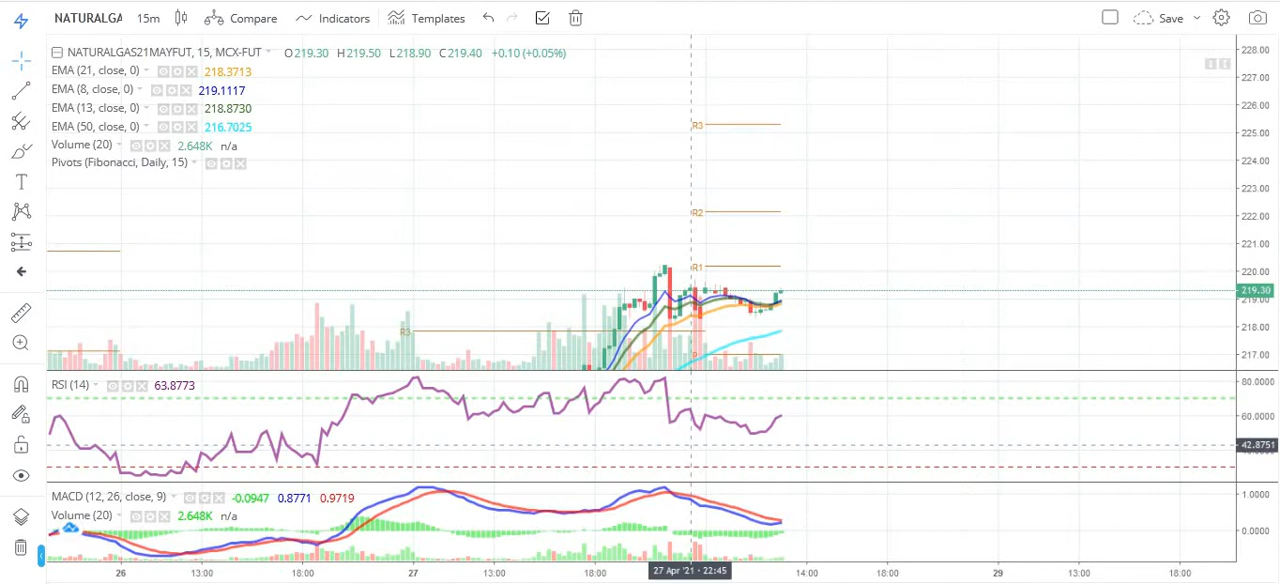 NATURALGA 15m Compare Indicators Templates Save
NATURALGAS21MAYFUT, 15, MCX-FUT O219.30 H219.50 L218.90 C219.40 +0.10 (+0.05%)
EMA (21, close, 0) 218.3713
EMA (8, close, 0) 219.1117
EMA (13, close, 0) 218.8730
EMA (50, close, 0) 216.7025
Volume (20) 2.648K n/a
Pivots (Fibonacci, Daily, 15)
228.00
227.00
226.00
R3
225.00
224.00
223.00
R2
222.00
221.00
R1
220.00
219.30
219.00
R3
218.00
P
217.00
RSI (14) 63.8773
80.0000
60.0000
42.8751
MACD (12, 26, close, 9) -0.0947 0.8771 0.9719
1.0000
Volume (20) 2.648K n/a
0.0000
26 13:00 18:00 27 13:00 18:00 27 Apr '21 - 22:45 14:00 18:00 29 13:00 18:00